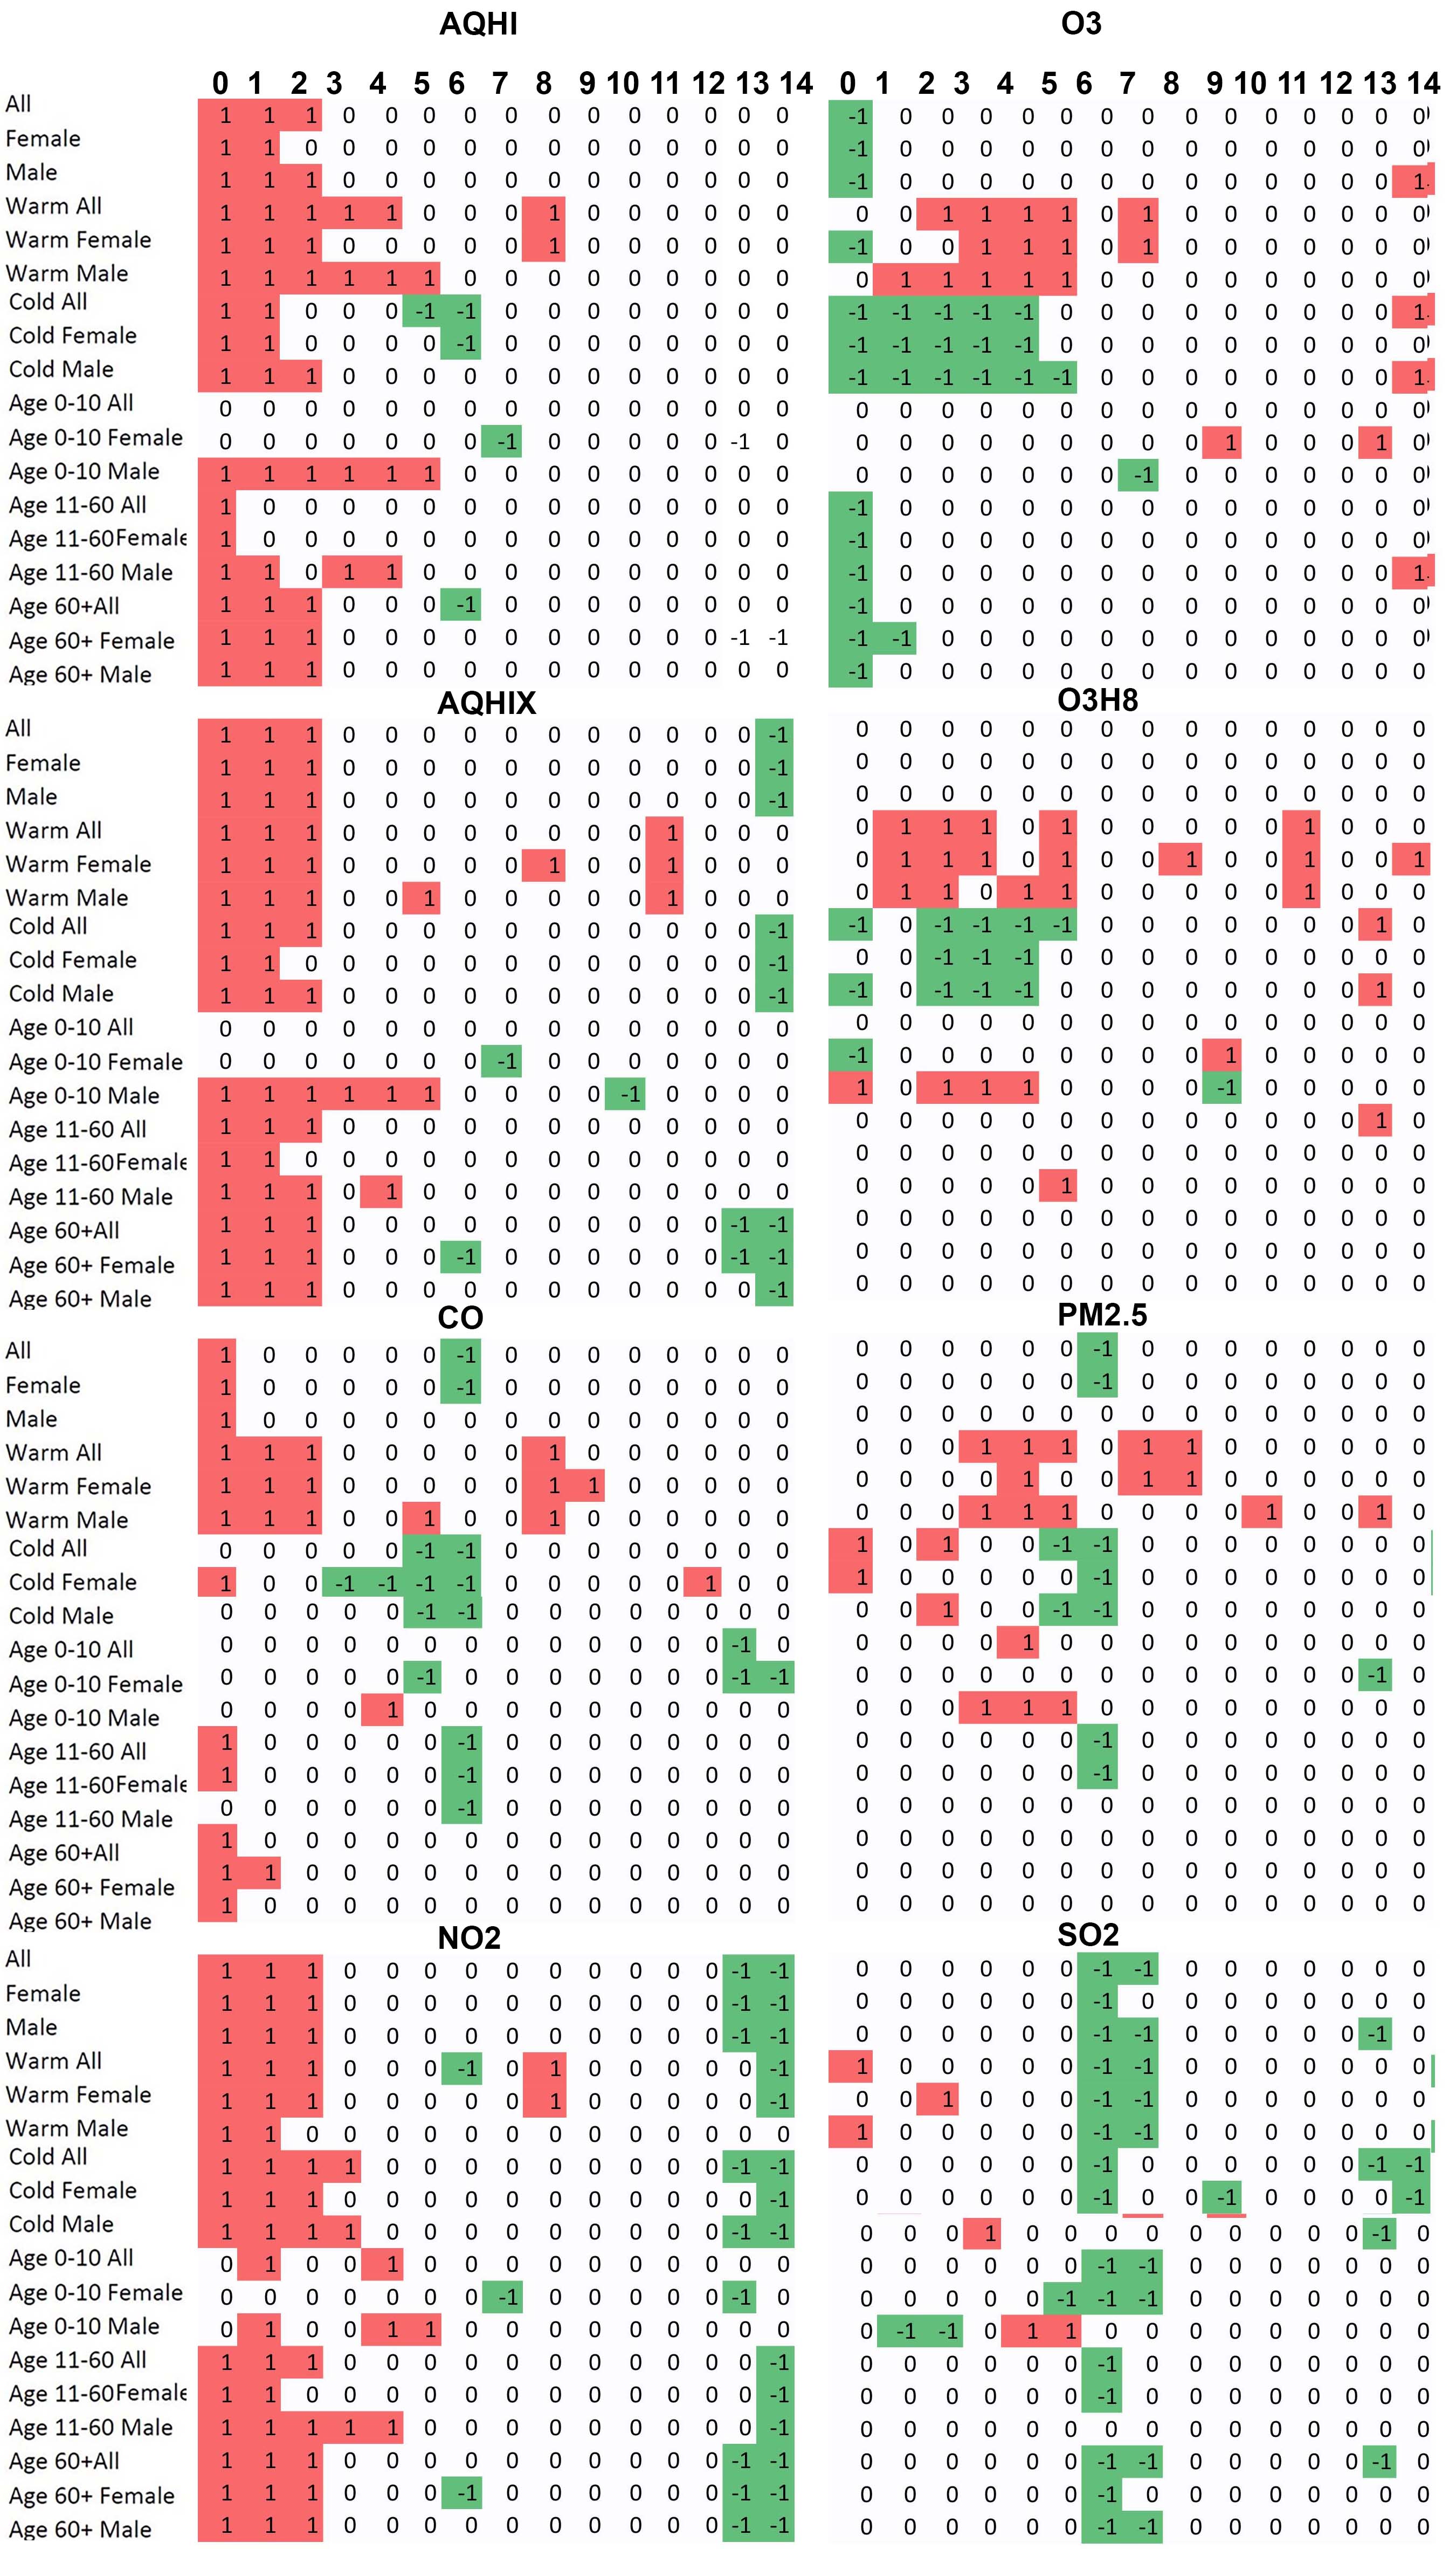 AQHI O3
0 1 2 3 4 5 6 7 8 9 10 11 12 13 14 0 1 2 3 4 5 6 7 8 9 10 11 12 13 14
All 1 1 1 0 0 0 0 0 0 0 0 0 0 0 0 -1 0 0 0 0 0 0 0 0 0 0 0 0 0 0
Female 1 1 0 0 0 0 0 0 0 0 0 0 0 0 0 -1 0 0 0 0 0 0 0 0 0 0 0 0 0 0
Male 1 1 1 0 0 0 0 0 0 0 0 0 0 0 0 -1 0 0 0 0 0 0 0 0 0 0 0 0 0 1
Warm All 1 1 1 1 1 0 0 0 1 0 0 0 0 0 0 0 0 1 1 1 1 0 1 0 0 0 0 0 0 0
Warm Female 1 1 1 0 0 0 0 0 1 0 0 0 0 0 0 -1 0 0 1 1 1 0 1 0 0 0 0 0 0 0
Warm Male 1 1 1 1 1 1 0 0 0 0 0 0 0 0 0 0 1 1 1 1 1 0 0 0 0 0 0 0 0 0
Cold All 1 1 0 0 0 -1 -1 0 0 0 0 0 0 0 0 -1 -1 -1 -1 -1 0 0 0 0 0 0 0 0 0 1
Cold Female 1 1 0 0 0 0 -1 0 0 0 0 0 0 0 0 -1 -1 -1 -1 -1 0 0 0 0 0 0 0 0 0 0
Cold Male 1 1 1 0 0 0 0 0 0 0 0 0 0 0 0 -1 -1 -1 -1 -1 -1 0 0 0 0 0 0 0 0 1
Age 0-10 All 0 0 0 0 0 0 0 0 0 0 0 0 0 0 0 0 0 0 0 0 0 0 0 0 0 0 0 0 0 0
Age 0-10 Female 0 0 0 0 0 0 0 -1 0 0 0 0 0 -1 0 0 0 0 0 0 0 0 0 0 1 0 0 0 1 0
Age 0-10 Male 1 1 1 1 1 1 0 0 0 0 0 0 0 0 0 0 0 0 0 0 0 0 -1 0 0 0 0 0 0 0
Age 11-60 All 1 0 0 0 0 0 0 0 0 0 0 0 0 0 0 -1 0 0 0 0 0 0 0 0 0 0 0 0 0 0
Age 11-60Female 1 0 0 0 0 0 0 0 0 0 0 0 0 0 0 -1 0 0 0 0 0 0 0 0 0 0 0 0 0 0
Age 11-60 Male 1 1 0 1 1 0 0 0 0 0 0 0 0 0 0 -1 0 0 0 0 0 0 0 0 0 0 0 0 0 1
Age 60+All 1 1 1 0 0 0 -1 0 0 0 0 0 0 0 0 -1 0 0 0 0 0 0 0 0 0 0 0 0 0 0
Age 60+ Female 1 1 1 0 0 0 0 0 0 0 0 0 0 -1 -1 -1 -1 0 0 0 0 0 0 0 0 0 0 0 0 0
Age 60+ Male 1 1 1 0 0 0 0 0 0 0 0 0 0 0 0 -1 0 0 0 0 0 0 0 0 0 0 0 0 0 0
AQHIX O3H8
All 1 1 1 0 0 0 0 0 0 0 0 0 0 0 -1 0 0 0 0 0 0 0 0 0 0 0 0 0 0 0
Female 1 1 1 0 0 0 0 0 0 0 0 0 0 0 -1 0 0 0 0 0 0 0 0 0 0 0 0 0 0 0
Male 1 1 1 0 0 0 0 0 0 0 0 0 0 0 -1 0 0 0 0 0 0 0 0 0 0 0 0 0 0 0
Warm All 1 1 1 0 0 0 0 0 0 0 0 1 0 0 0 0 1 1 1 0 1 0 0 0 0 0 1 0 0 0
Warm Female 1 1 1 0 0 0 0 0 1 0 0 1 0 0 0 0 1 1 1 0 1 0 0 1 0 0 1 0 0 1
Warm Male 1 1 1 0 0 1 0 0 0 0 0 1 0 0 0 0 1 1 0 1 1 0 0 0 0 0 1 0 0 0
Cold All 1 1 1 0 0 0 0 0 0 0 0 0 0 0 -1 -1 0 -1 -1 -1 -1 0 0 0 0 0 0 0 1 0
Cold Female 1 1 0 0 0 0 0 0 0 0 0 0 0 0 -1 0 0 -1 -1 -1 0 0 0 0 0 0 0 0 0 0
Cold Male 1 1 1 0 0 0 0 0 0 0 0 0 0 0 -1 -1 0 -1 -1 -1 0 0 0 0 0 0 0 0 1 0
Age 0-10 All 0 0 0 0 0 0 0 0 0 0 0 0 0 0 0 0 0 0 0 0 0 0 0 0 0 0 0 0 0 0
Age 0-10 Female 0 0 0 0 0 0 0 -1 0 0 0 0 0 0 0 -1 0 0 0 0 0 0 0 0 1 0 0 0 0 0
Age 0-10 Male 1 1 1 1 1 1 0 0 0 0 -1 0 0 0 0 1 0 1 1 1 0 0 0 0 -1 0 0 0 0 0
Age 11-60 All 1 1 1 0 0 0 0 0 0 0 0 0 0 0 0 0 0 0 0 0 0 0 0 0 0 0 0 0 1 0
Age 11-60Female 1 1 0 0 0 0 0 0 0 0 0 0 0 0 0 0 0 0 0 0 0 0 0 0 0 0 0 0 0 0
Age 11-60 Male 1 1 1 0 1 0 0 0 0 0 0 0 0 0 0 0 0 0 0 0 1 0 0 0 0 0 0 0 0 0
Age 60+All 1 1 1 0 0 0 0 0 0 0 0 0 0 -1 -1 0 0 0 0 0 0 0 0 0 0 0 0 0 0 0
Age 60+ Female 1 1 1 0 0 0 -1 0 0 0 0 0 0 -1 -1 0 0 0 0 0 0 0 0 0 0 0 0 0 0 0
Age 60+ Male 1 1 1 0 0 0 0 0 0 0 0 0 0 0 -1 0 0 0 0 0 0 0 0 0 0 0 0 0 0 0
CO PM2.5
All 1 0 0 0 0 0 -1 0 0 0 0 0 0 0 0 0 0 0 0 0 0 -1 0 0 0 0 0 0 0 0
Female 1 0 0 0 0 0 -1 0 0 0 0 0 0 0 0 0 0 0 0 0 0 -1 0 0 0 0 0 0 0 0
Male 1 0 0 0 0 0 0 0 0 0 0 0 0 0 0 0 0 0 0 0 0 0 0 0 0 0 0 0 0 0
Warm All 1 1 1 0 0 0 0 0 1 0 0 0 0 0 0 0 0 0 1 1 1 0 1 1 0 0 0 0 0 0
Warm Female 1 1 1 0 0 0 0 0 1 1 0 0 0 0 0 0 0 0 0 1 0 0 1 1 0 0 0 0 0 0
Warm Male 1 1 1 0 0 1 0 0 1 0 0 0 0 0 0 0 0 0 1 1 1 0 0 0 0 1 0 0 1 0
Cold All 0 0 0 0 0 -1 -1 0 0 0 0 0 0 0 0 1 0 1 0 0 -1 -1 0 0 0 0 0 0 0 0
Cold Female 1 0 0 -1 -1 -1 -1 0 0 0 0 0 1 0 0 1 0 0 0 0 0 -1 0 0 0 0 0 0 0 0
Cold Male 0 0 0 0 0 -1 -1 0 0 0 0 0 0 0 0 0 0 1 0 0 -1 -1 0 0 0 0 0 0 0 0
Age 0-10 All 0 0 0 0 0 0 0 0 0 0 0 0 0 -1 0 0 0 0 0 1 0 0 0 0 0 0 0 0 0 0
Age 0-10 Female 0 0 0 0 0 -1 0 0 0 0 0 0 0 -1 -1 0 0 0 0 0 0 0 0 0 0 0 0 0 -1 0
Age 0-10 Male 0 0 0 0 1 0 0 0 0 0 0 0 0 0 0 0 0 0 1 1 1 0 0 0 0 0 0 0 0 0
Age 11-60 All 1 0 0 0 0 0 -1 0 0 0 0 0 0 0 0 0 0 0 0 0 0 -1 0 0 0 0 0 0 0 0
Age 11-60Female 1 0 0 0 0 0 -1 0 0 0 0 0 0 0 0 0 0 0 0 0 0 -1 0 0 0 0 0 0 0 0
Age 11-60 Male 0 0 0 0 0 0 -1 0 0 0 0 0 0 0 0 0 0 0 0 0 0 0 0 0 0 0 0 0 0 0
Age 60+All 1 0 0 0 0 0 0 0 0 0 0 0 0 0 0 0 0 0 0 0 0 0 0 0 0 0 0 0 0 0
Age 60+ Female 1 1 0 0 0 0 0 0 0 0 0 0 0 0 0 0 0 0 0 0 0 0 0 0 0 0 0 0 0 0
Age 60+ Male 1 0 0 0 0 0 0 0 0 0 0 0 0 0 0 0 0 0 0 0 0 0 0 0 0 0 0 0 0 0
NO2 SO2
All 1 1 1 0 0 0 0 0 0 0 0 0 0 -1 -1 0 0 0 0 0 0 -1 -1 0 0 0 0 0 0 0
Female 1 1 1 0 0 0 0 0 0 0 0 0 0 -1 -1 0 0 0 0 0 0 -1 0 0 0 0 0 0 0 0
Male 1 1 1 0 0 0 0 0 0 0 0 0 0 -1 -1 0 0 0 0 0 0 -1 -1 0 0 0 0 0 -1 0
Warm All 1 1 1 0 0 0 -1 0 1 0 0 0 0 0 -1 1 0 0 0 0 0 -1 -1 0 0 0 0 0 0 0
Warm Female 1 1 1 0 0 0 0 0 1 0 0 0 0 0 -1 0 0 1 0 0 0 -1 -1 0 0 0 0 0 0 0
Warm Male 1 1 0 0 0 0 0 0 0 0 0 0 0 0 0 1 0 0 0 0 0 -1 -1 0 0 0 0 0 0 0
Cold All 1 1 1 1 0 0 0 0 0 0 0 0 0 -1 -1 0 0 0 0 0 0 -1 0 0 0 0 0 0 -1 -1
Cold Female 1 1 1 0 0 0 0 0 0 0 0 0 0 0 -1 0 0 0 0 0 0 -1 0 0 -1 0 0 0 0 -1
Cold Male 1 1 1 1 0 0 0 0 0 0 0 0 0 -1 -1 0 0 0 1 0 0 0 0 0 0 0 0 0 -1 0
Age 0-10 All 0 1 0 0 1 0 0 0 0 0 0 0 0 0 0 0 0 0 0 0 0 -1 -1 0 0 0 0 0 0 0
Age 0-10 Female 0 0 0 0 0 0 0 -1 0 0 0 0 0 -1 0 0 0 0 0 0 -1 -1 -1 0 0 0 0 0 0 0
Age 0-10 Male 0 1 0 0 1 1 0 0 0 0 0 0 0 0 0 0 -1 -1 0 1 1 0 0 0 0 0 0 0 0 0
Age 11-60 All 1 1 1 0 0 0 0 0 0 0 0 0 0 0 -1 0 0 0 0 0 0 -1 0 0 0 0 0 0 0 0
Age 11-60Female 1 1 0 0 0 0 0 0 0 0 0 0 0 0 -1 0 0 0 0 0 0 -1 0 0 0 0 0 0 0 0
Age 11-60 Male 1 1 1 1 1 0 0 0 0 0 0 0 0 0 -1 0 0 0 0 0 0 0 0 0 0 0 0 0 0 0
Age 60+All 1 1 1 0 0 0 0 0 0 0 0 0 0 -1 -1 0 0 0 0 0 0 -1 -1 0 0 0 0 0 -1 0
Age 60+ Female 1 1 1 0 0 0 -1 0 0 0 0 0 0 -1 -1 0 0 0 0 0 0 -1 0 0 0 0 0 0 0 0
Age 60+ Male 1 1 1 0 0 0 0 0 0 0 0 0 0 -1 -1 0 0 0 0 0 0 -1 -1 0 0 0 0 0 0 0